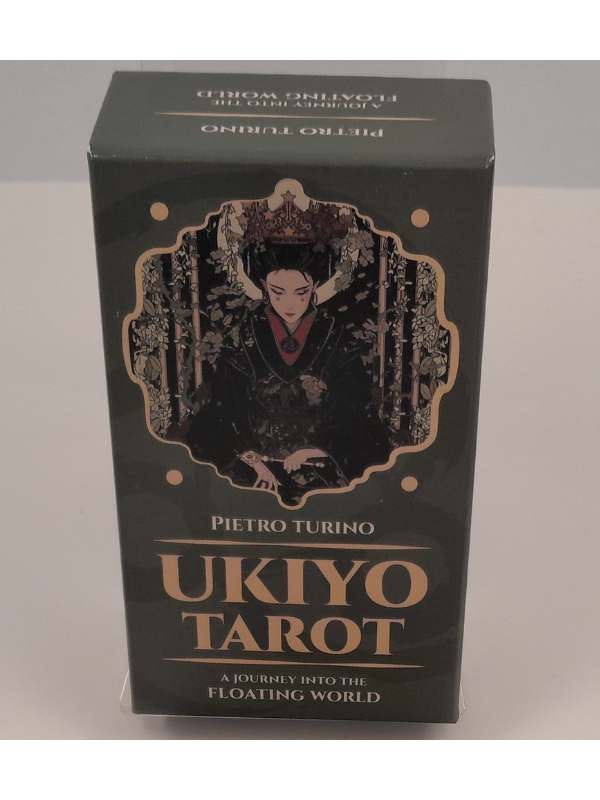 A JOURNEY INTO THE
FLOATING WORLD
PIETRO TURINO
PIETRO TURINO
UKIYO
TAROT
A JOURNEY INTO THE
FLOATING WORLD